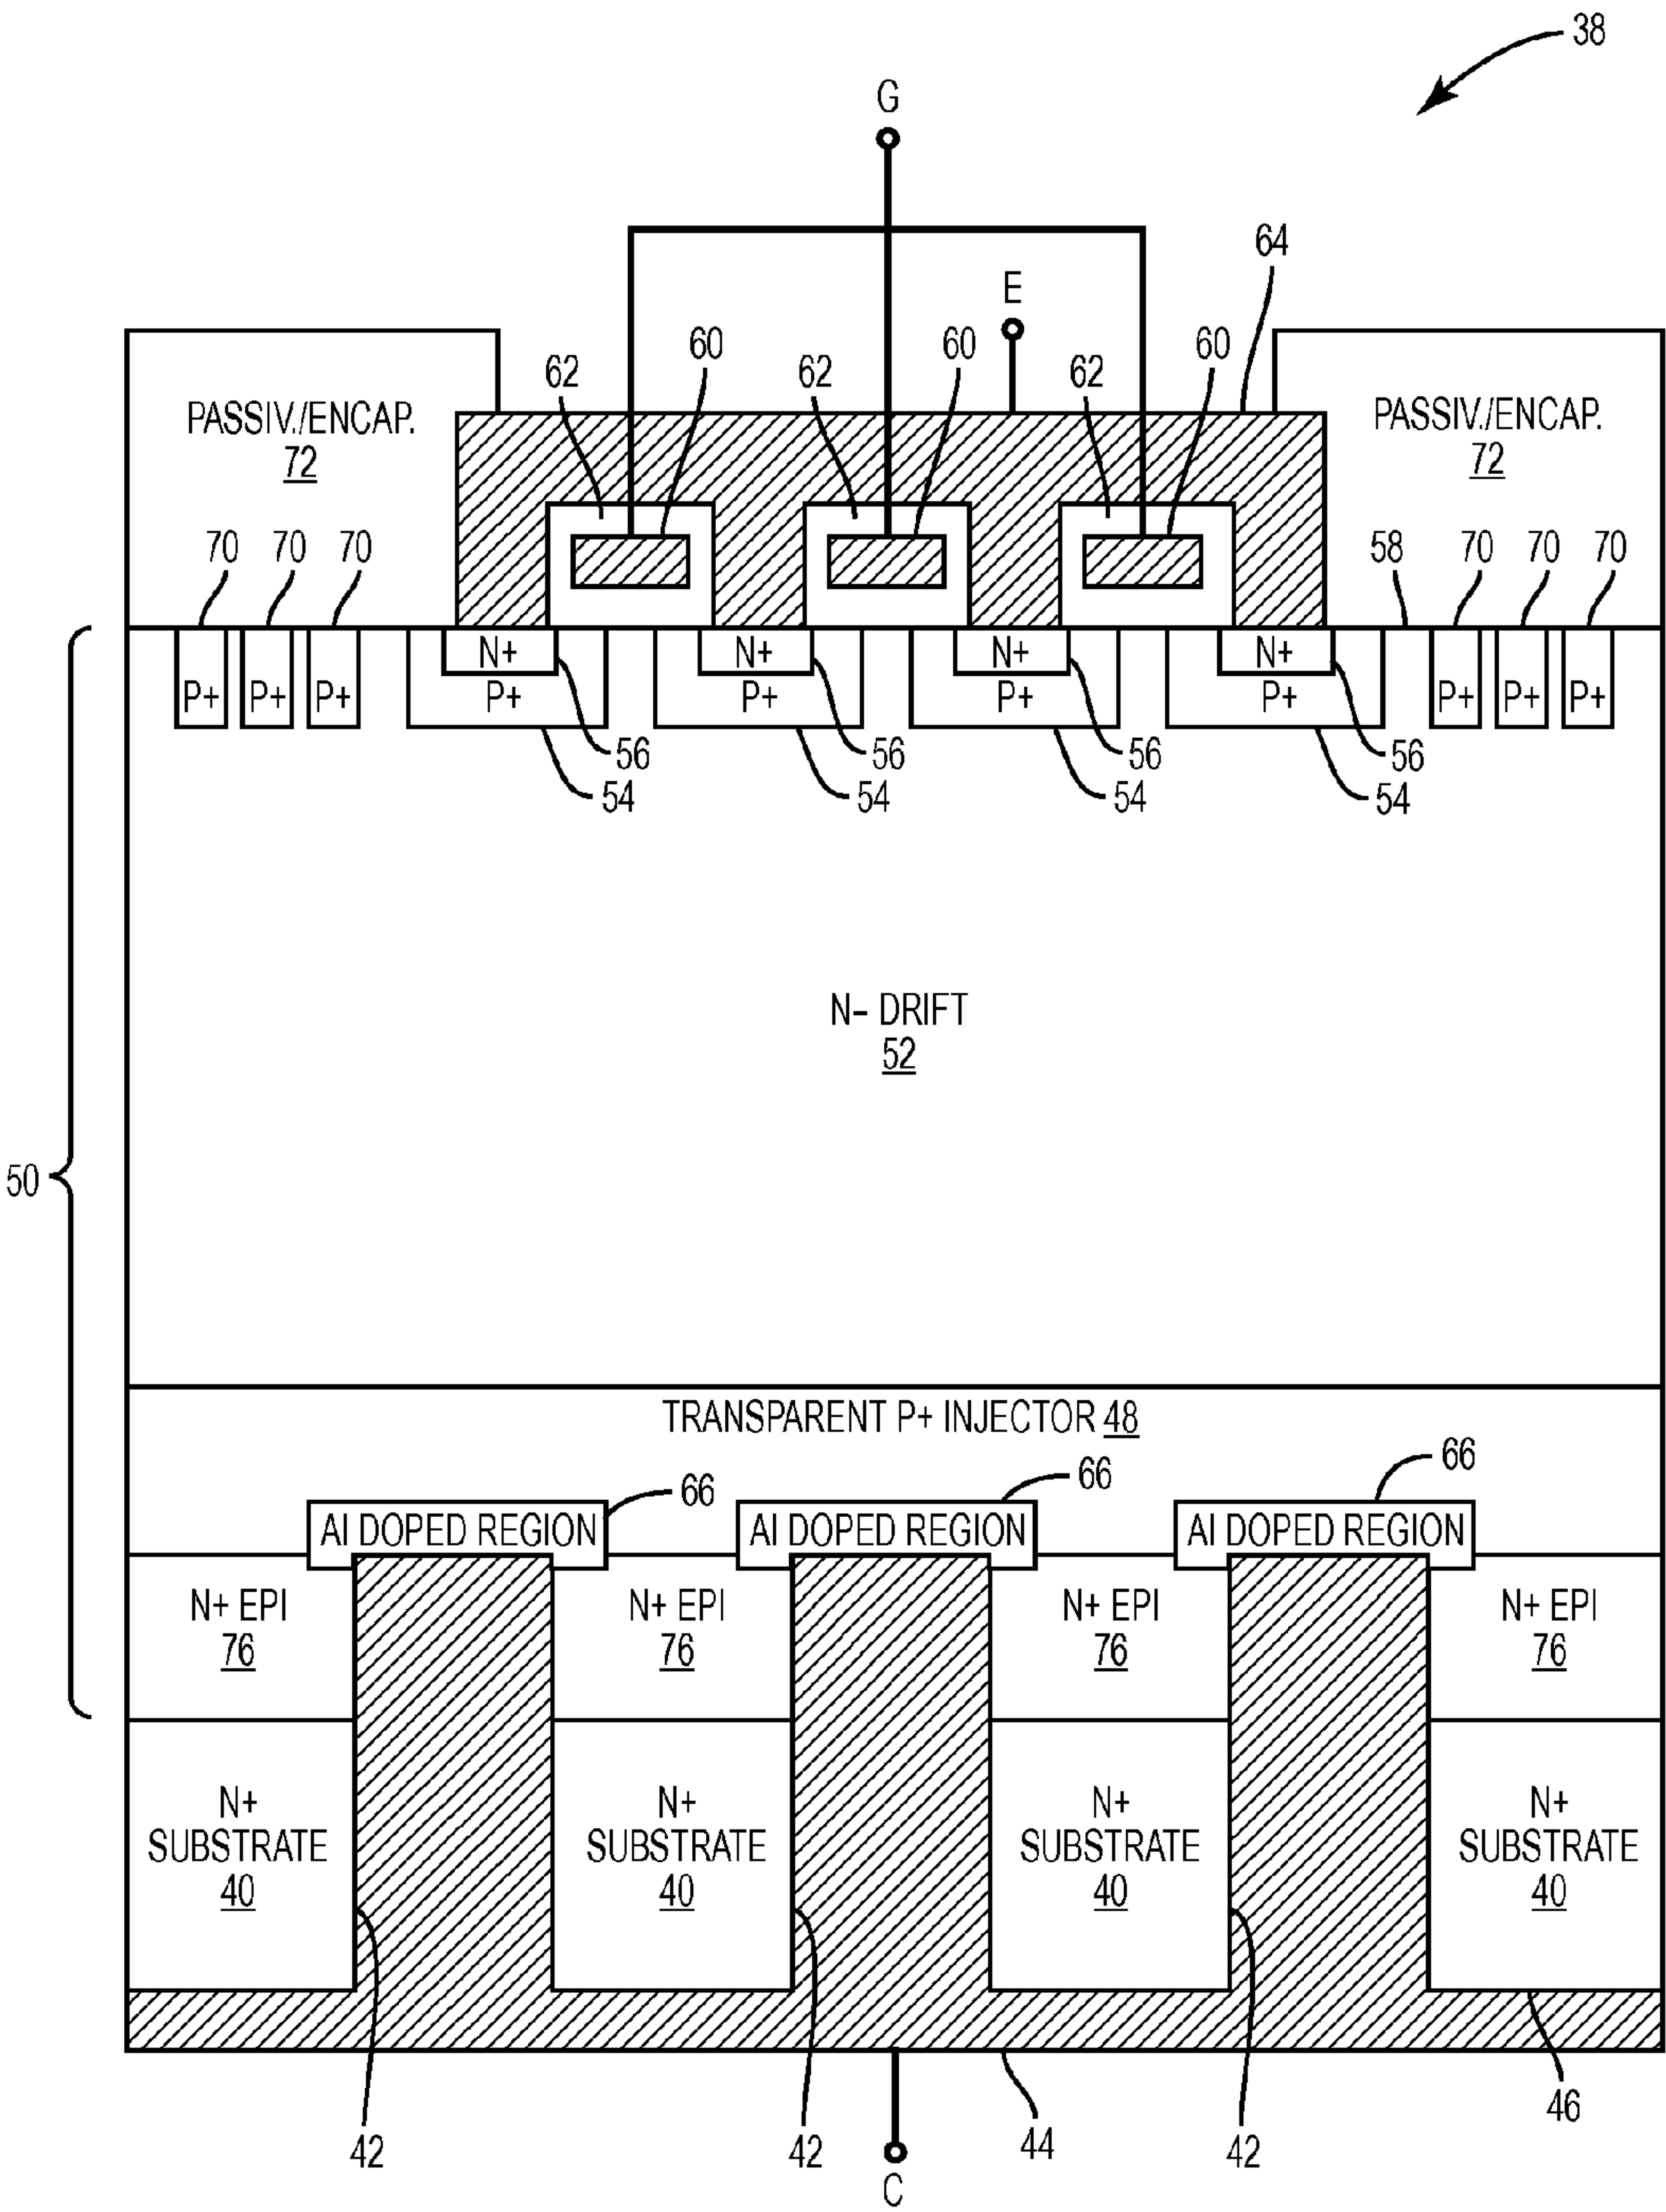 38
G
64
E
62
60
62
60
62
60
PASSIV./ENCAP.
72
PASSIV./ENCAP.
72
70
70
70
58
70
70
70
P+
P+
P+
N+
P+
N+
P+
N+
P+
N+
P+
P+
P+
P+
56
56
56
56
54
54
54
54
N– DRIFT
52
50
TRANSPARENT P+ INJECTOR 48
66
66
66
Al DOPED REGION
Al DOPED REGION
Al DOPED REGION
N+ EPI
76
N+ EPI
76
N+ EPI
76
N+ EPI
76
N+
SUBSTRATE
40
N+
SUBSTRATE
40
N+
SUBSTRATE
40
N+
SUBSTRATE
40
42
42
44
42
46
C